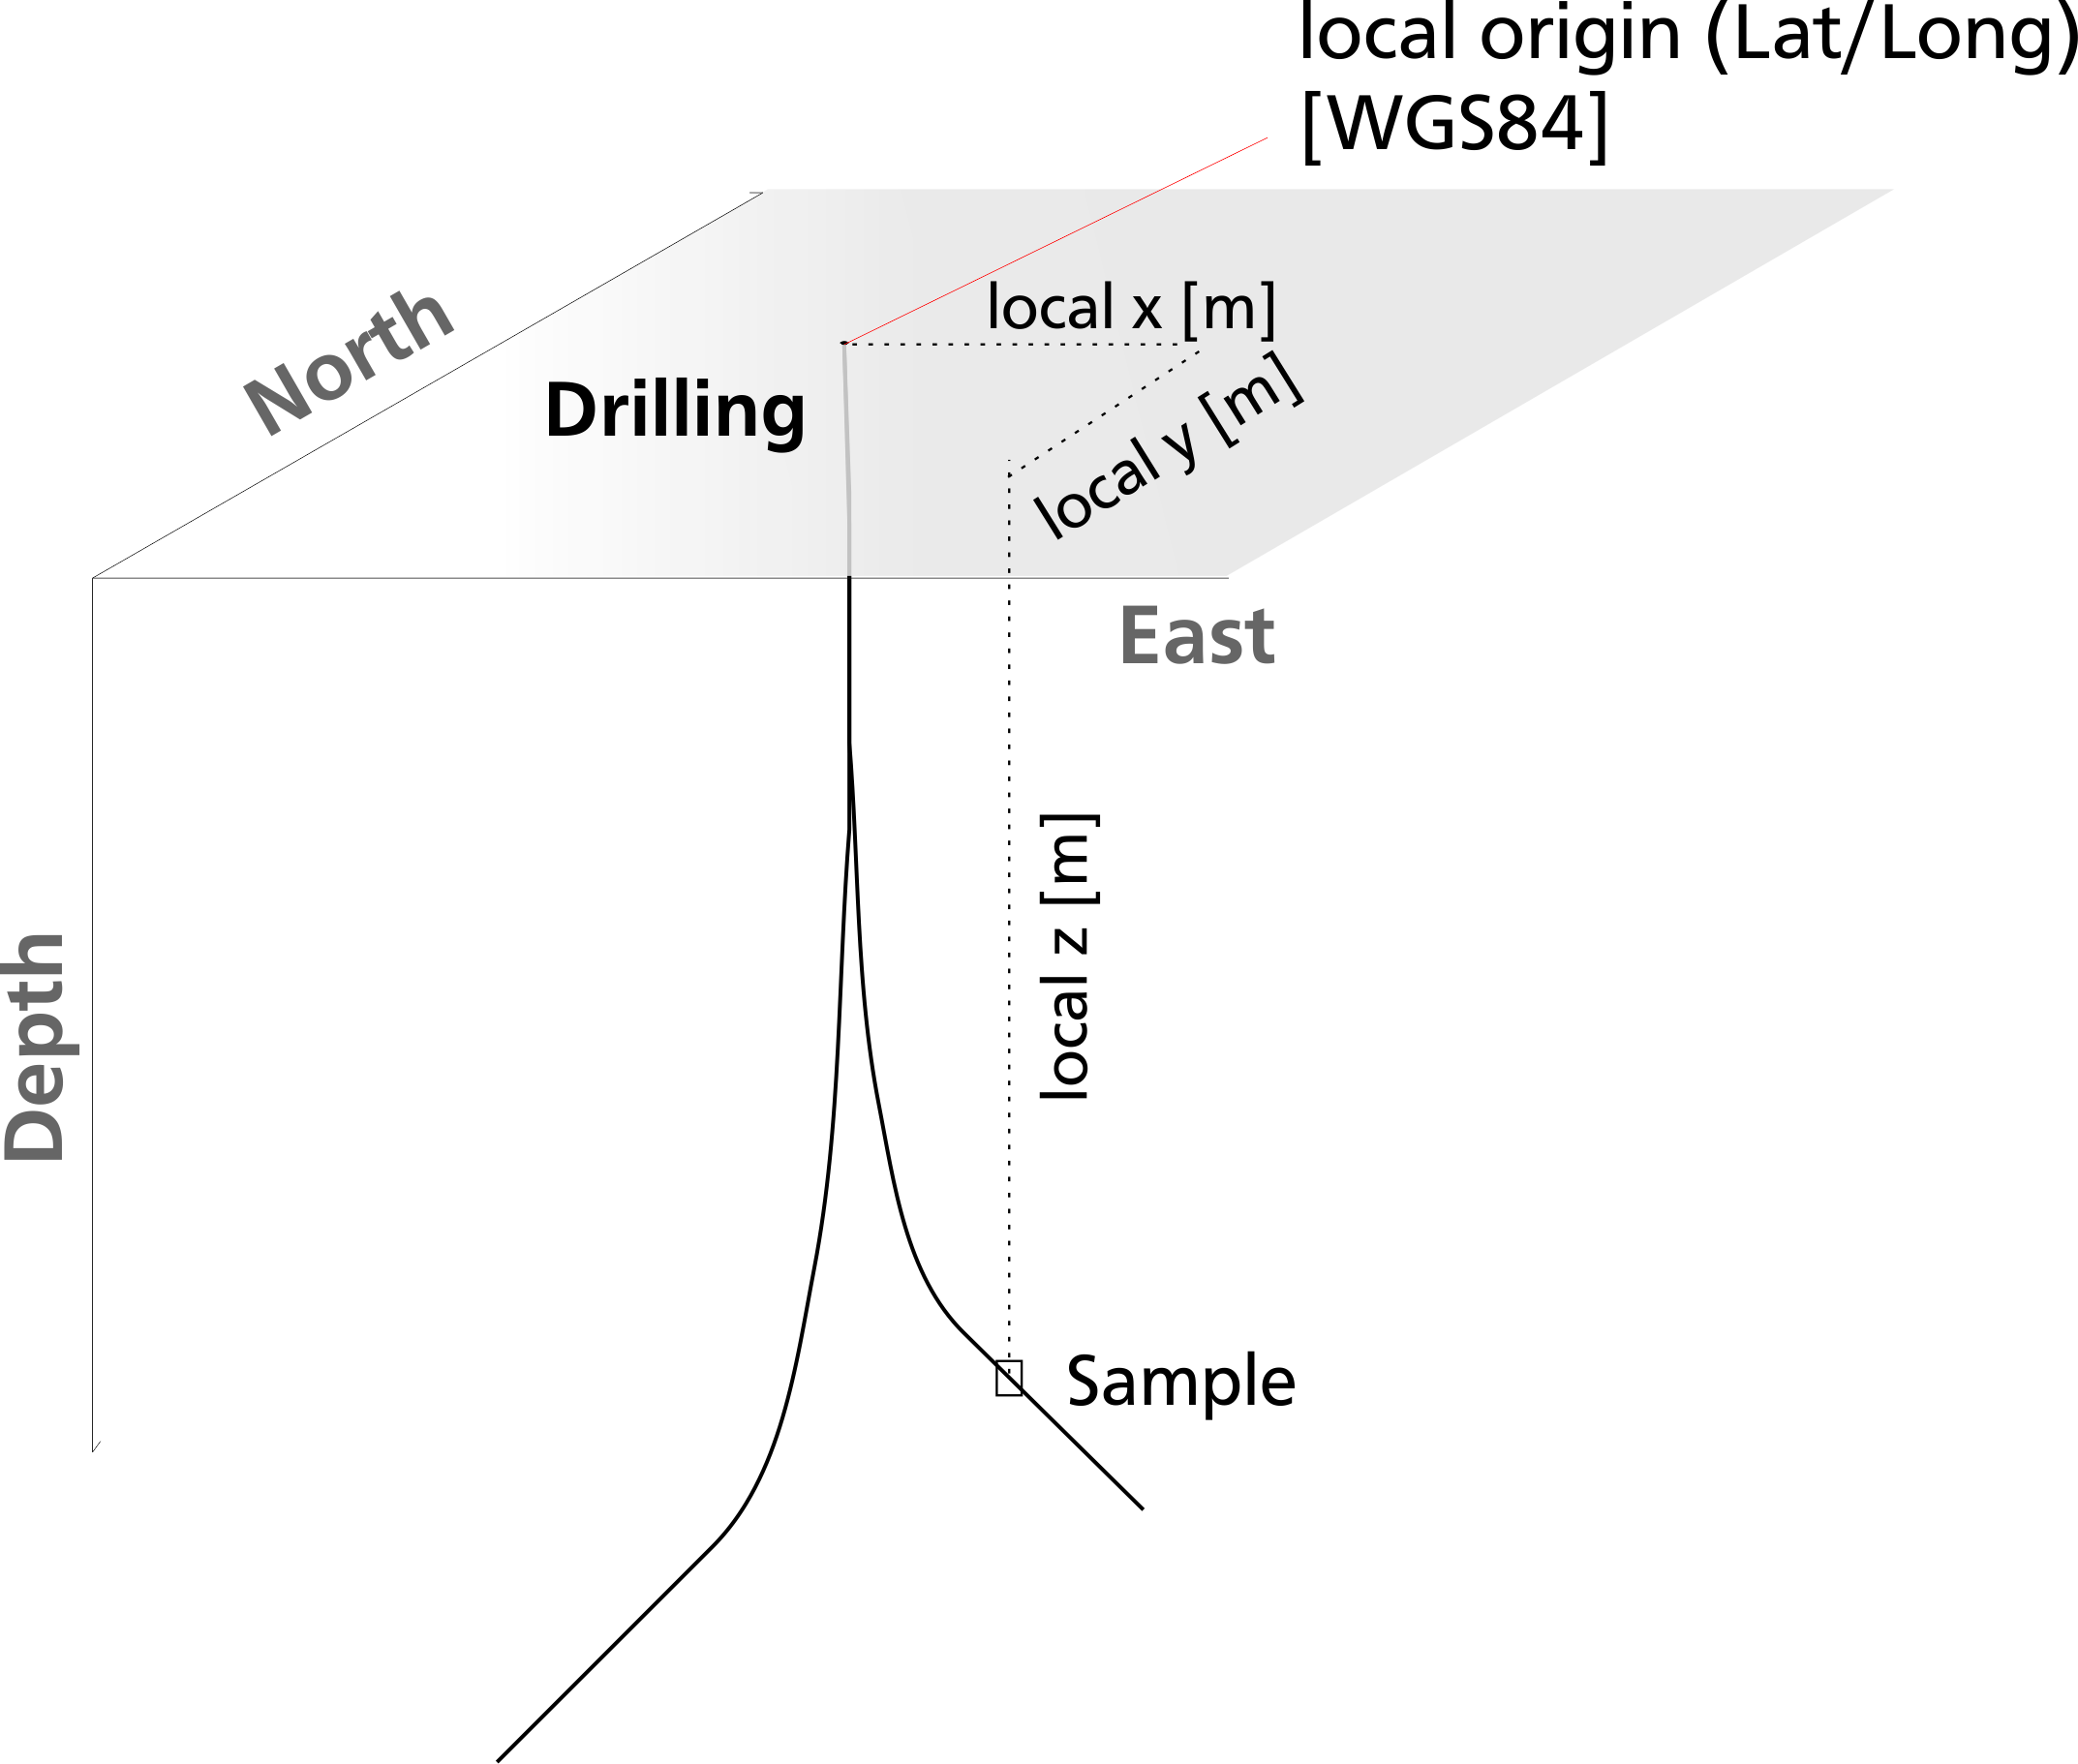 local origin (Lat/Long)
[WGS84]
North
local x [m]
Drilling
local y [m]
East
local z [m]
Depth
Sample